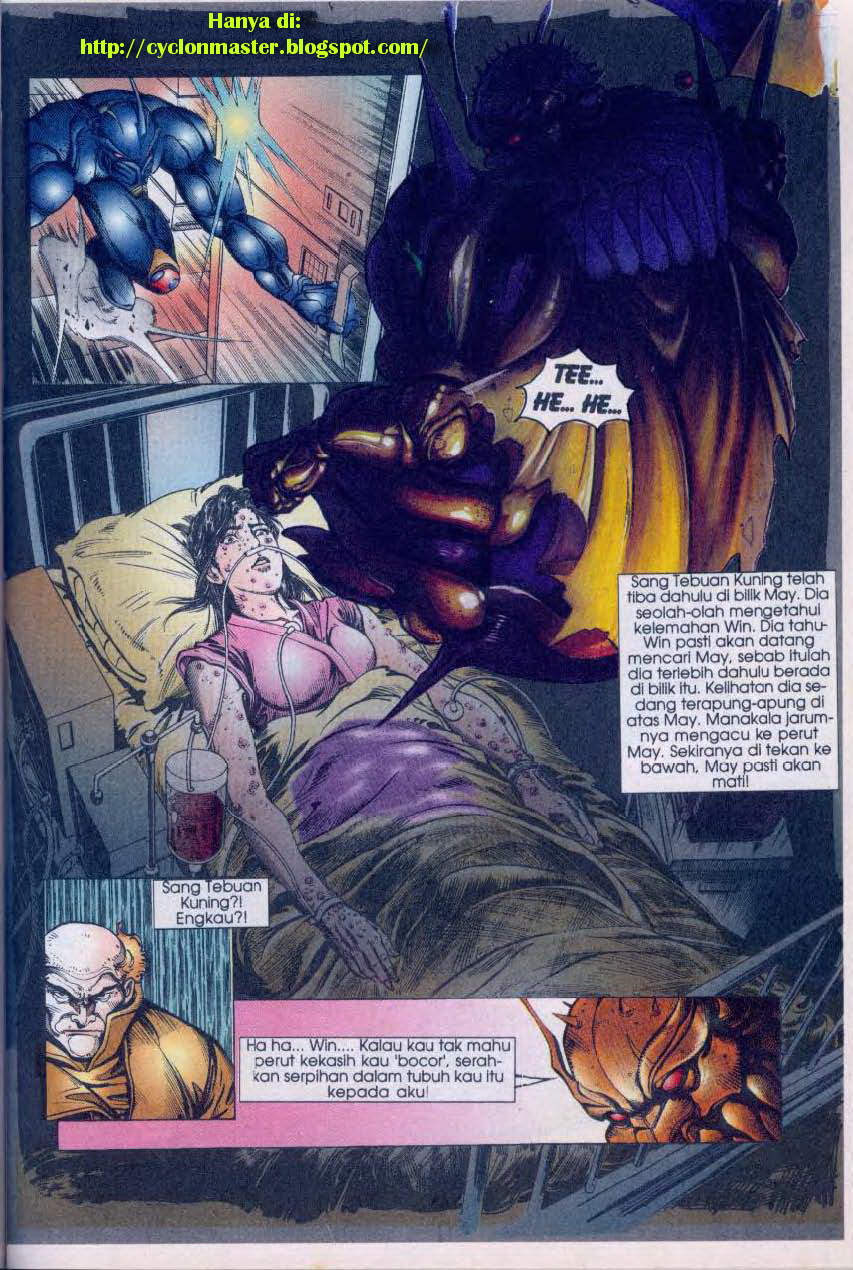 Hanya di:
http://cyclonmaster.blogspot.com/
TEE...
HE... HE...
Sang Tebuan Kuning telah
tiba dahulu di bilik May. Dia
seolah-olah mengetahui
kelemahan Win. Dia tahu-
Win pasti akan datang
mencari May, sebab itulah
dia terlebih dahulu berada
di bilik itu. Kelihatan dia se-
dang terapung-apung di
atas May. Manakala jarum-
nya mengacu ke perut
May. Sekiranya di tekan ke
bawah, May pasti akan
mati!
Sang Tebuan
Kuning?!
Engkau?!
Ha ha... Win.... Kalau kau tak mahu
perut kekasih kau 'bocor', serah-
kan serpihan dalam tubuh kau itu
kepada aku!